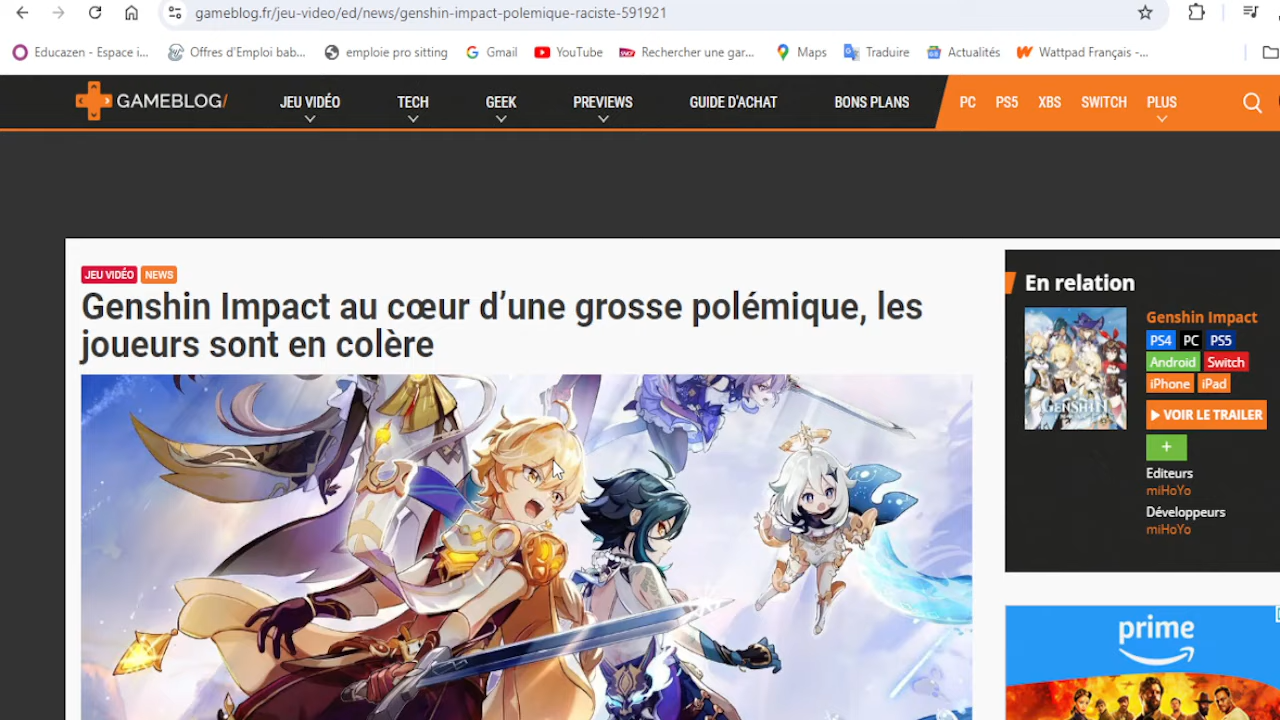 gameblog.fr/jeu-video/ed/news/genshin-impact-polemique-raciste-591921
Educazen - Espace i... Offres d'Emploi bab... emploie pro sitting Gmail YouTube Rechercher une gar... Maps Traduire Actualités Wattpad Français -...
GAMEBLOG/ JEU VIDÉO TECH GEEK PREVIEWS GUIDE D'ACHAT BONS PLANS PC PS5 XBS SWITCH PLUS
JEU VIDÉO NEWS
Genshin Impact au cœur d'une grosse polémique, les
joueurs sont en colère
En relation
GENSHIN
Genshin Impact
PS4 PC PS5
Android Switch
iPhone iPad
VOIR LE TRAILER
+
Editeurs
miHoYo
Développeurs
miHoYo
prime